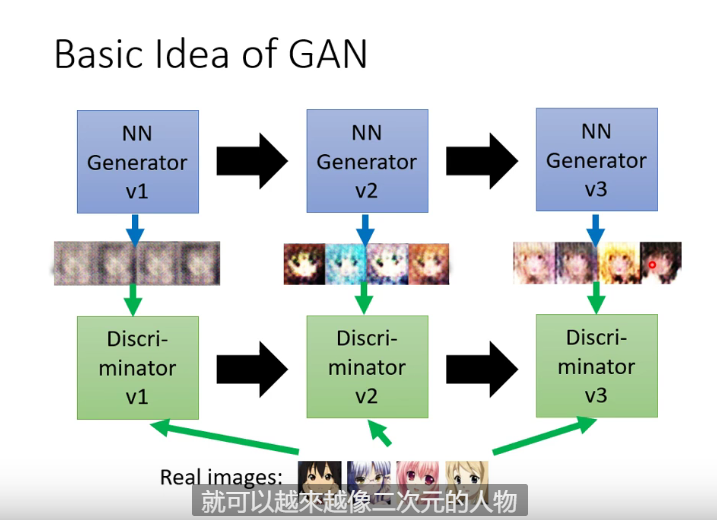 Basic Idea of GAN
NN
Generator
v1
NN
Generator
v2
NN
Generator
v3
Discri-
minator
v1
Discri-
minator
v2
Discri-
minator
v3
Real images:
就可以越來越像二次元的人物